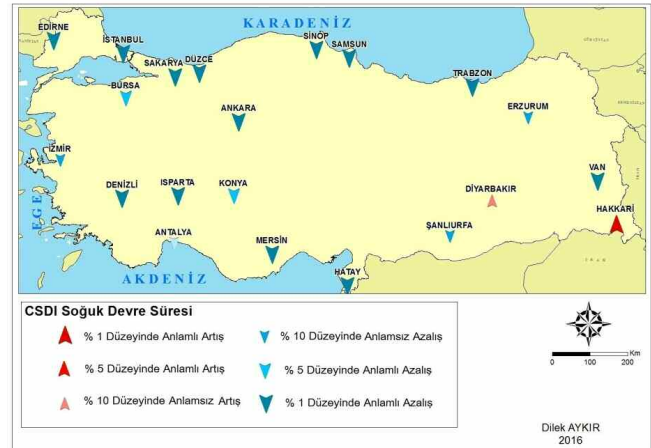 KARADENİZ
EDİRNE
İSTANBUL
SİNOP
SAMSUN
SAKARYA
DÜZCE
TRABZON
BURSA
ANKARA
ERZURUM
İZMİR
VAN
DENİZLİ
ISPARTA
KONYA
DİYARBAKIR
HAKKARİ
EGE
ANTALYA
ŞANLIURFA
MERSİN
AKDENİZ
HATAY
CSDI Soğuk Devre Süresi
% 1 Düzeyinde Anlamlı Artış
% 10 Düzeyinde Anlamsız Azalış
% 5 Düzeyinde Anlamlı Artış
% 5 Düzeyinde Anlamlı Azalış
% 10 Düzeyinde Anlamsız Artış
% 1 Düzeyinde Anlamlı Azalış
Km
0 100 200
Dilek AYKIR
2016